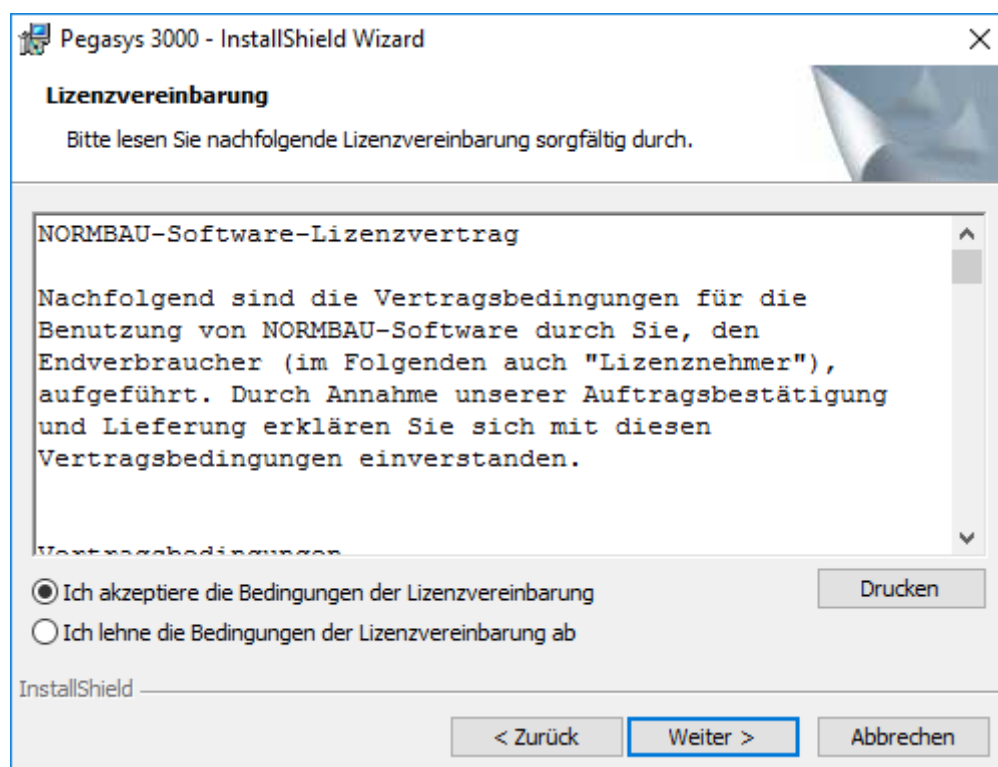 Pegasys 3000 - InstallShield Wizard
Lizenzvereinbarung
Bitte lesen Sie nachfolgende Lizenzvereinbarung sorgfältig durch.
NORMBAU-Software-Lizenzvertrag
Nachfolgend sind die Vertragsbedingungen für die
Benutzung von NORMBAU-Software durch Sie, den
Endverbraucher (im Folgenden auch "Lizenznehmer"),
aufgeführt. Durch Annahme unserer Auftragsbestätigung
und Lieferung erklären Sie sich mit diesen
Vertragsbedingungen einverstanden.
Vertragsbedingungen
Ich akzeptiere die Bedingungen der Lizenzvereinbarung
Drucken
Ich lehne die Bedingungen der Lizenzvereinbarung ab
InstallShield
< Zurück
Weiter >
Abbrechen